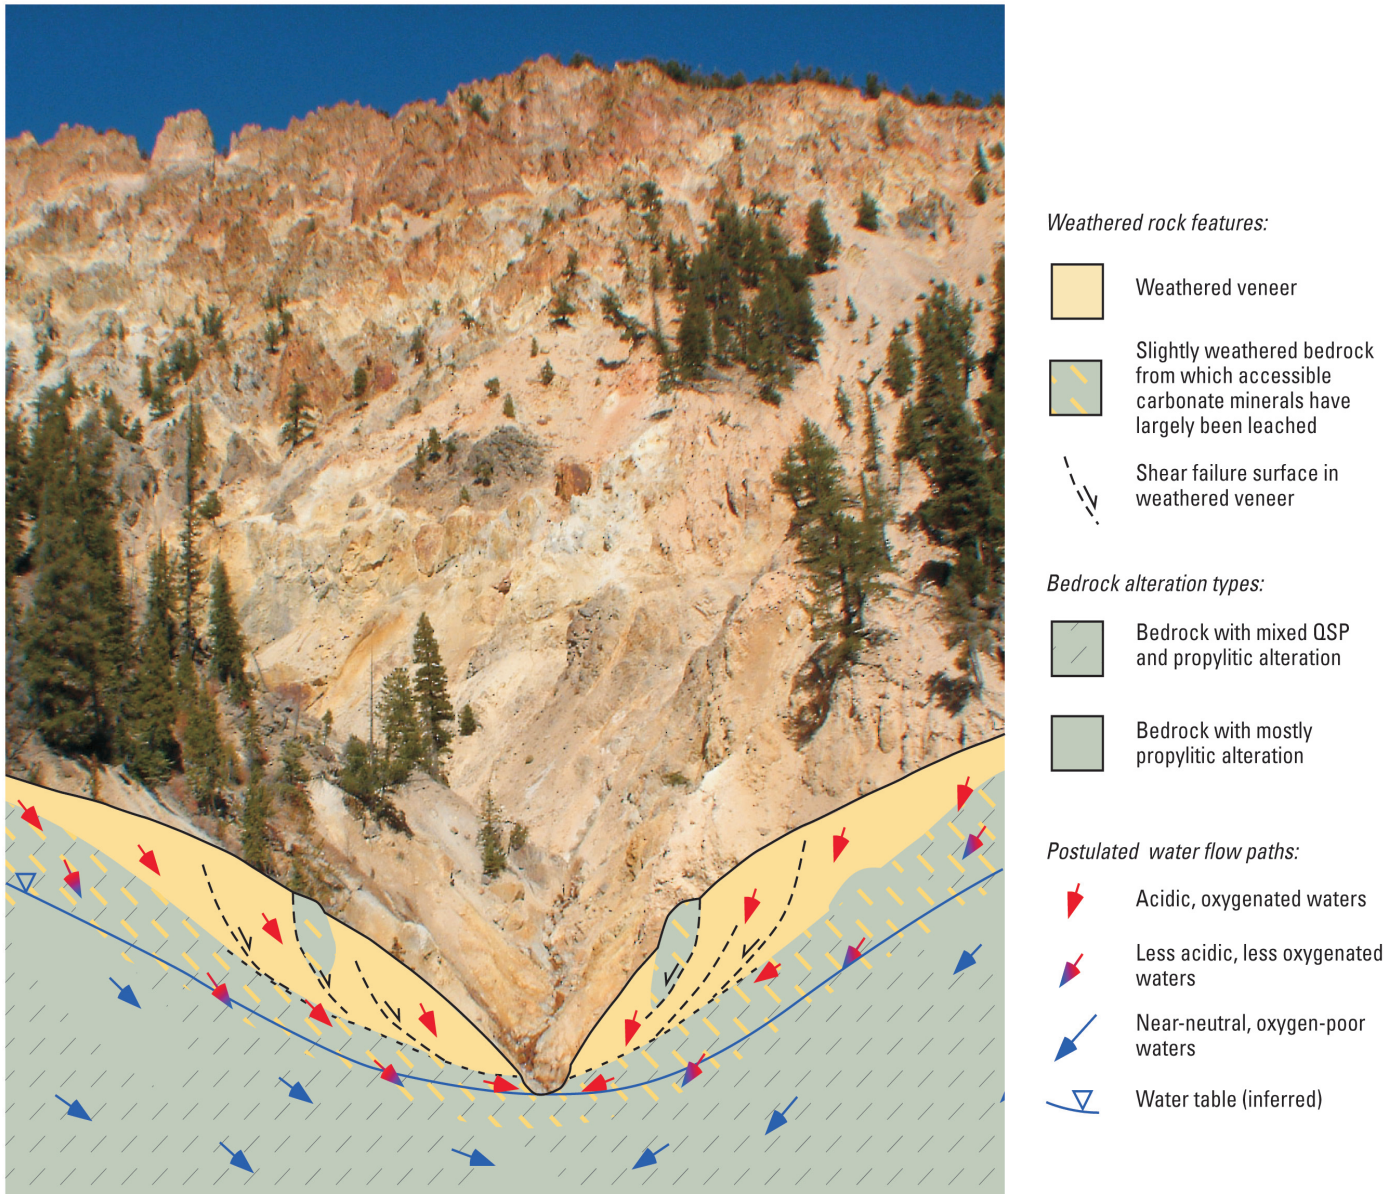 Weathered rock features:
Weathered veneer
Slightly weathered bedrock
from which accessible
carbonate minerals have
largely been leached
Shear failure surface in
weathered veneer
Bedrock alteration types:
Bedrock with mixed QSP
and propylitic alteration
Bedrock with mostly
propylitic alteration
Postulated water flow paths:
Acidic, oxygenated waters
Less acidic, less oxygenated
waters
Near-neutral, oxygen-poor
waters
Water table (inferred)